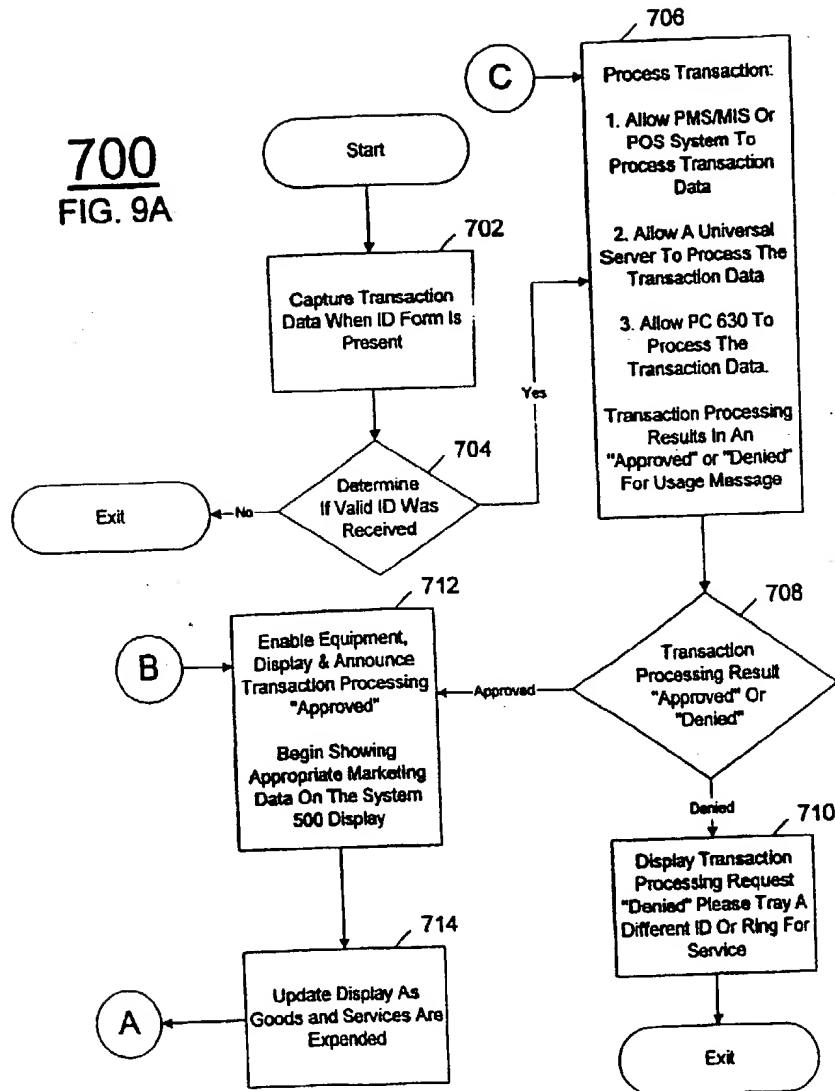 700
FIG. 9A
Start
702
Capture Transaction
Data When ID Form Is
Present
704
Determine
If Valid ID Was
Received
No
Exit
Yes
C
706
Process Transaction:
1. Allow PMS/MIS Or
POS System To
Process Transaction
Data
2. Allow A Universal
Server To Process The
Transaction Data
3. Allow PC 630 To
Process The
Transaction Data.
Transaction Processing
Results In An
"Approved" or "Denied"
For Usage Message
708
Transaction
Processing Result
"Approved" Or
"Denied"
Approved
Denied
710
Display Transaction
Processing Request
"Denied" Please Tray A
Different ID Or Ring For
Service
Exit
B
712
Enable Equipment,
Display & Announce
Transaction Processing
"Approved"
Begin Showing
Appropriate Marketing
Data On The System
500 Display
714
Update Display As
Goods and Services Are
Expended
A